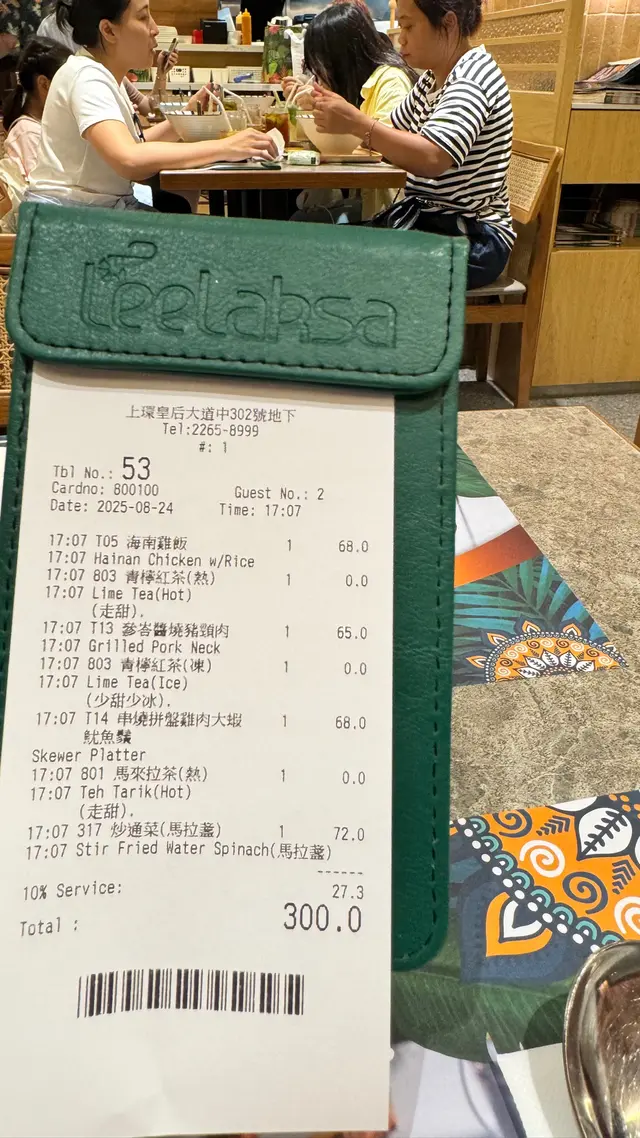 leelaksa
上環皇后大道中302號地下
Tel:2265-8999
#: 1
Tbl No.: 53
Cardno: 800100 Guest No.: 2
Date: 2025-08-24 Time: 17:07
17:07 T05 海南雞飯 1 68.0
17:07 Hainan Chicken w/Rice
17:07 803 青檸紅茶(熱) 1 0.0
17:07 Lime Tea(Hot)
(走甜),
17:07 T13 參峇醬燒豬頸肉 1 65.0
17:07 Grilled Pork Neck
17:07 803 青檸紅茶(凍) 1 0.0
17:07 Lime Tea(Ice)
(少甜少冰),
17:07 T14 串燒拼盤雞肉大蝦 1 68.0
魷魚鬚
Skewer Platter
17:07 801 馬來拉茶(熱) 1 0.0
17:07 Teh Tarik(Hot)
(走甜),
17:07 317 炒通菜(馬拉盞) 1 72.0
17:07 Stir Fried Water Spinach(馬拉盞)
------
10% Service: 27.3
Total : 300.0